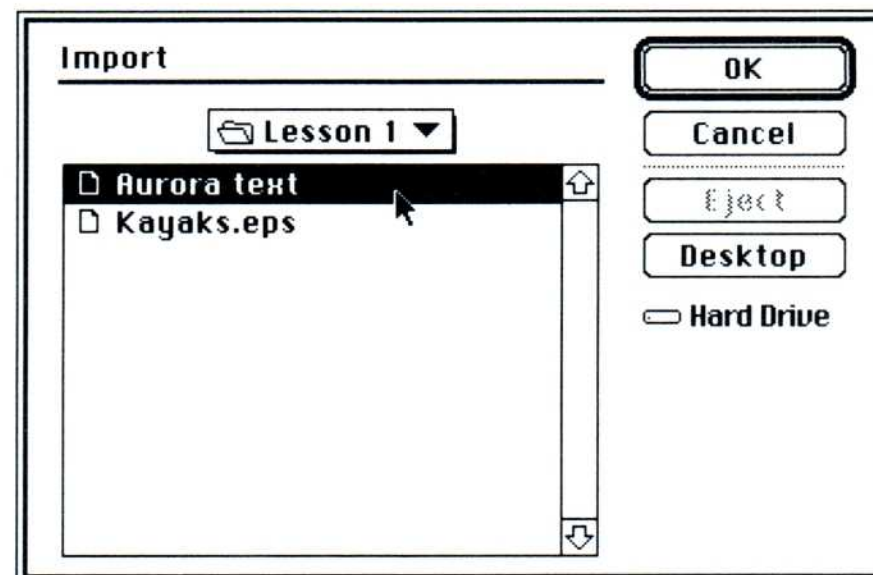 Import
Lesson 1
Aurora text
Kayaks.eps
OK
Cancel
Eject
Desktop
Hard Drive